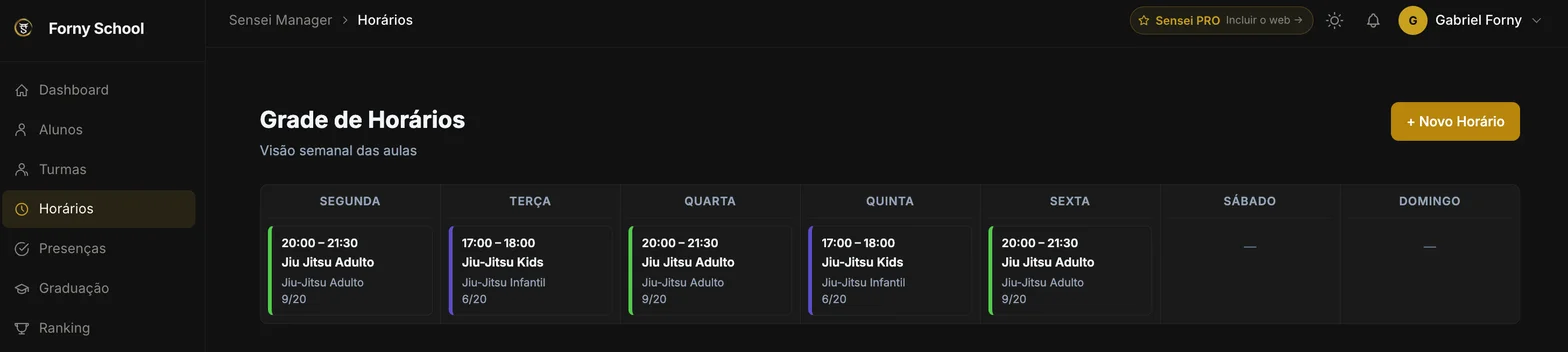 Forny School
Sensei Manager > Horários
Sensei PRO Incluir o web →
G Gabriel Forny
Dashboard
Alunos
Turmas
Horários
Presenças
Graduação
Ranking
Grade de Horários
Visão semanal das aulas
+ Novo Horário
SEGUNDA
20:00 – 21:30
Jiu Jitsu Adulto
Jiu-Jitsu Adulto
9/20
TERÇA
17:00 – 18:00
Jiu-Jitsu Kids
Jiu-Jitsu Infantil
6/20
QUARTA
20:00 – 21:30
Jiu Jitsu Adulto
Jiu-Jitsu Adulto
9/20
QUINTA
17:00 – 18:00
Jiu-Jitsu Kids
Jiu-Jitsu Infantil
6/20
SEXTA
20:00 – 21:30
Jiu Jitsu Adulto
Jiu-Jitsu Adulto
9/20
SÁBADO
—
DOMINGO
—